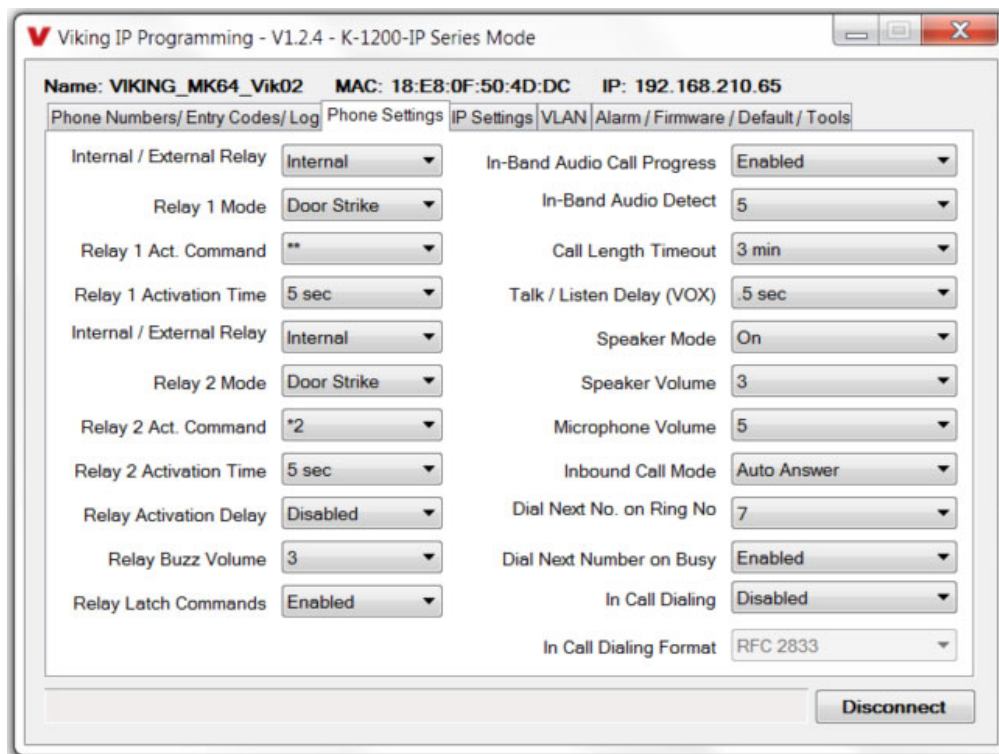 Viking IP Programming - V1.2.4 - K-1200-IP Series Mode
Name: VIKING_MK64_Vik02 MAC: 18:E8:0F:50:4D:DC IP: 192.168.210.65
Phone Numbers/ Entry Codes/ Log Phone Settings IP Settings VLAN Alarm / Firmware / Default / Tools
Internal / External Relay Internal
Relay 1 Mode Door Strike
Relay 1 Act. Command **
Relay 1 Activation Time 5 sec
Internal / External Relay Internal
Relay 2 Mode Door Strike
Relay 2 Act. Command *2
Relay 2 Activation Time 5 sec
Relay Activation Delay Disabled
Relay Buzz Volume 3
Relay Latch Commands Enabled
In-Band Audio Call Progress Enabled
In-Band Audio Detect 5
Call Length Timeout 3 min
Talk / Listen Delay (VOX) .5 sec
Speaker Mode On
Speaker Volume 3
Microphone Volume 5
Inbound Call Mode Auto Answer
Dial Next No. on Ring No 7
Dial Next Number on Busy Enabled
In Call Dialing Disabled
In Call Dialing Format RFC 2833
Disconnect